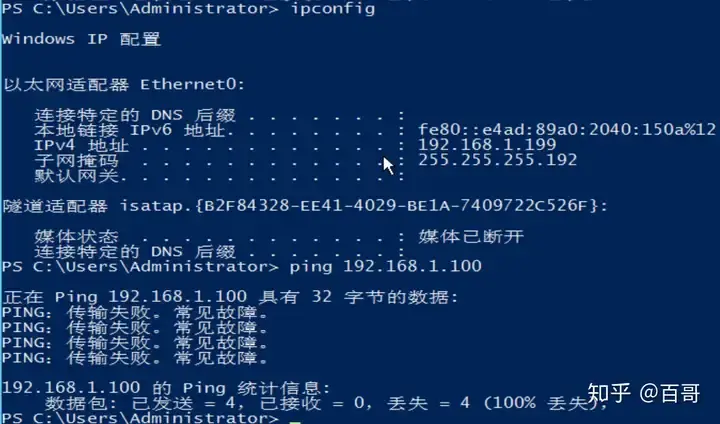 PS C:\Users\Administrator> ipconfig
Windows IP 配置
以太网适配器 Ethernet0:
连接特定的 DNS 后缀 . . . . . . . :
本地链接 IPv6 地址. . . . . . . . : fe80::e4ad:89a0:2040:150a%12
IPv4 地址 . . . . . . . . . . . . : 192.168.1.199
子网掩码 . . . . . . . . . . . . : 255.255.255.192
默认网关. . . . . . . . . . . . . :
隧道适配器 isatap.{B2F84328-EE41-4029-BE1A-7409722C526F}:
媒体状态 . . . . . . . . . . . . : 媒体已断开
连接特定的 DNS 后缀 . . . . . . . :
PS C:\Users\Administrator> ping 192.168.1.100
正在 Ping 192.168.1.100 具有 32 字节的数据:
PING: 传输失败。常见故障。
PING: 传输失败。常见故障。
PING: 传输失败。常见故障。
PING: 传输失败。常见故障。
192.168.1.100 的 Ping 统计信息:
数据包: 已发送 = 4，已接收 = 0，丢失 = 4 (100% 丢失)，
PS C:\Users\Administrator> _
知乎 @百哥